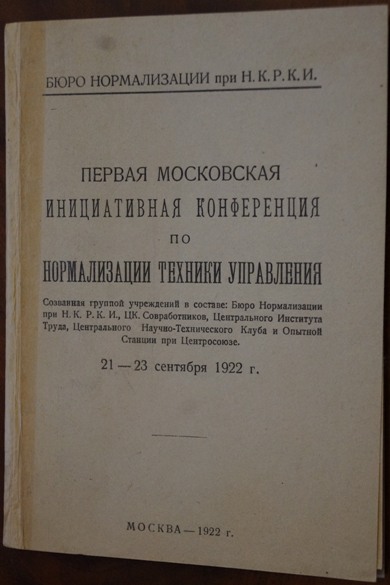 БЮРО НОРМАЛИЗАЦИИ при Н. К. Р. К. И.
ПЕРВАЯ МОСКОВСКАЯ
ИНИЦИАТИВНАЯ КОНФЕРЕНЦИЯ
ПО
НОРМАЛИЗАЦИИ ТЕХНИКИ УПРАВЛЕНИЯ
Созванная группой учреждений в составе: Бюро Нормализации
при Н. К. Р. К. И., ЦК. Совработников, Центрального Института
Труда, Центрального Научно-Технического Клуба и Опытной
Станции при Центросоюзе.
21 — 23 сентября 1922 г.
МОСКВА—1922 г.